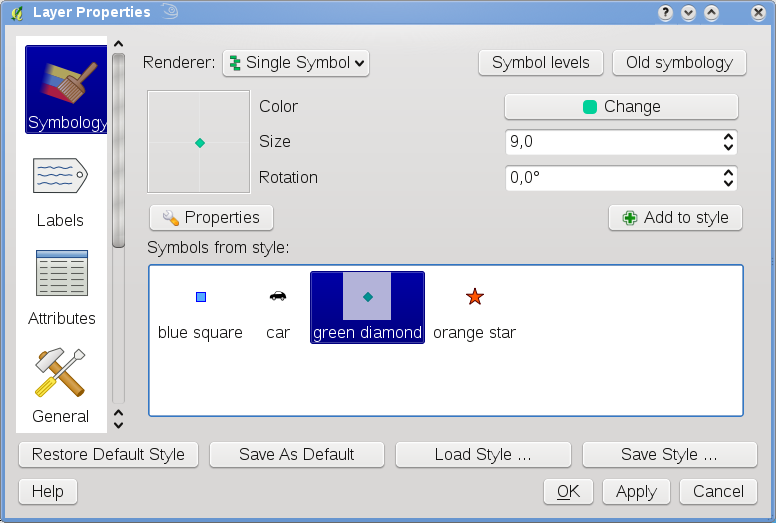 Layer Properties
Renderer: Single Symbol Symbol levels Old symbology
Color Change
Size 9,0
Rotation 0,0°
Properties Add to style
Symbols from style:
blue square car green diamond orange star
Symbology
Labels
Attributes
General
Restore Default Style Save As Default Load Style ... Save Style ...
Help OK Apply Cancel